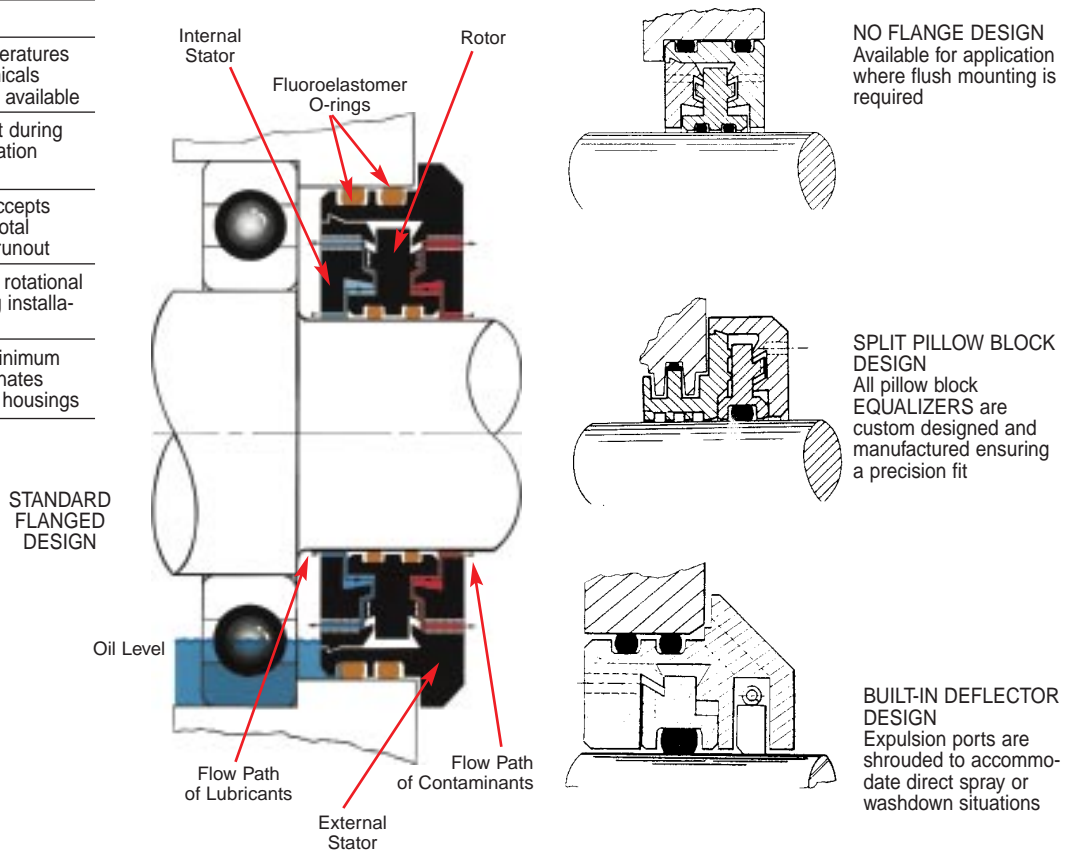 eratures
nicals
available
t during
ation
ccepts
otal
runout
rotational
g installa-
inimum
nates
housings
Internal
Stator
Rotor
Fluoroelastomer
O-rings
STANDARD
FLANGED
DESIGN
Oil Level
Flow Path
of Lubricants
Flow Path
of Contaminants
External
Stator
NO FLANGE DESIGN
Available for application
where flush mounting is
required
SPLIT PILLOW BLOCK
DESIGN
All pillow block
EQUALIZERS are
custom designed and
manufactured ensuring
a precision fit
BUILT-IN DEFLECTOR
DESIGN
Expulsion ports are
shrouded to accommo-
date direct spray or
washdown situations